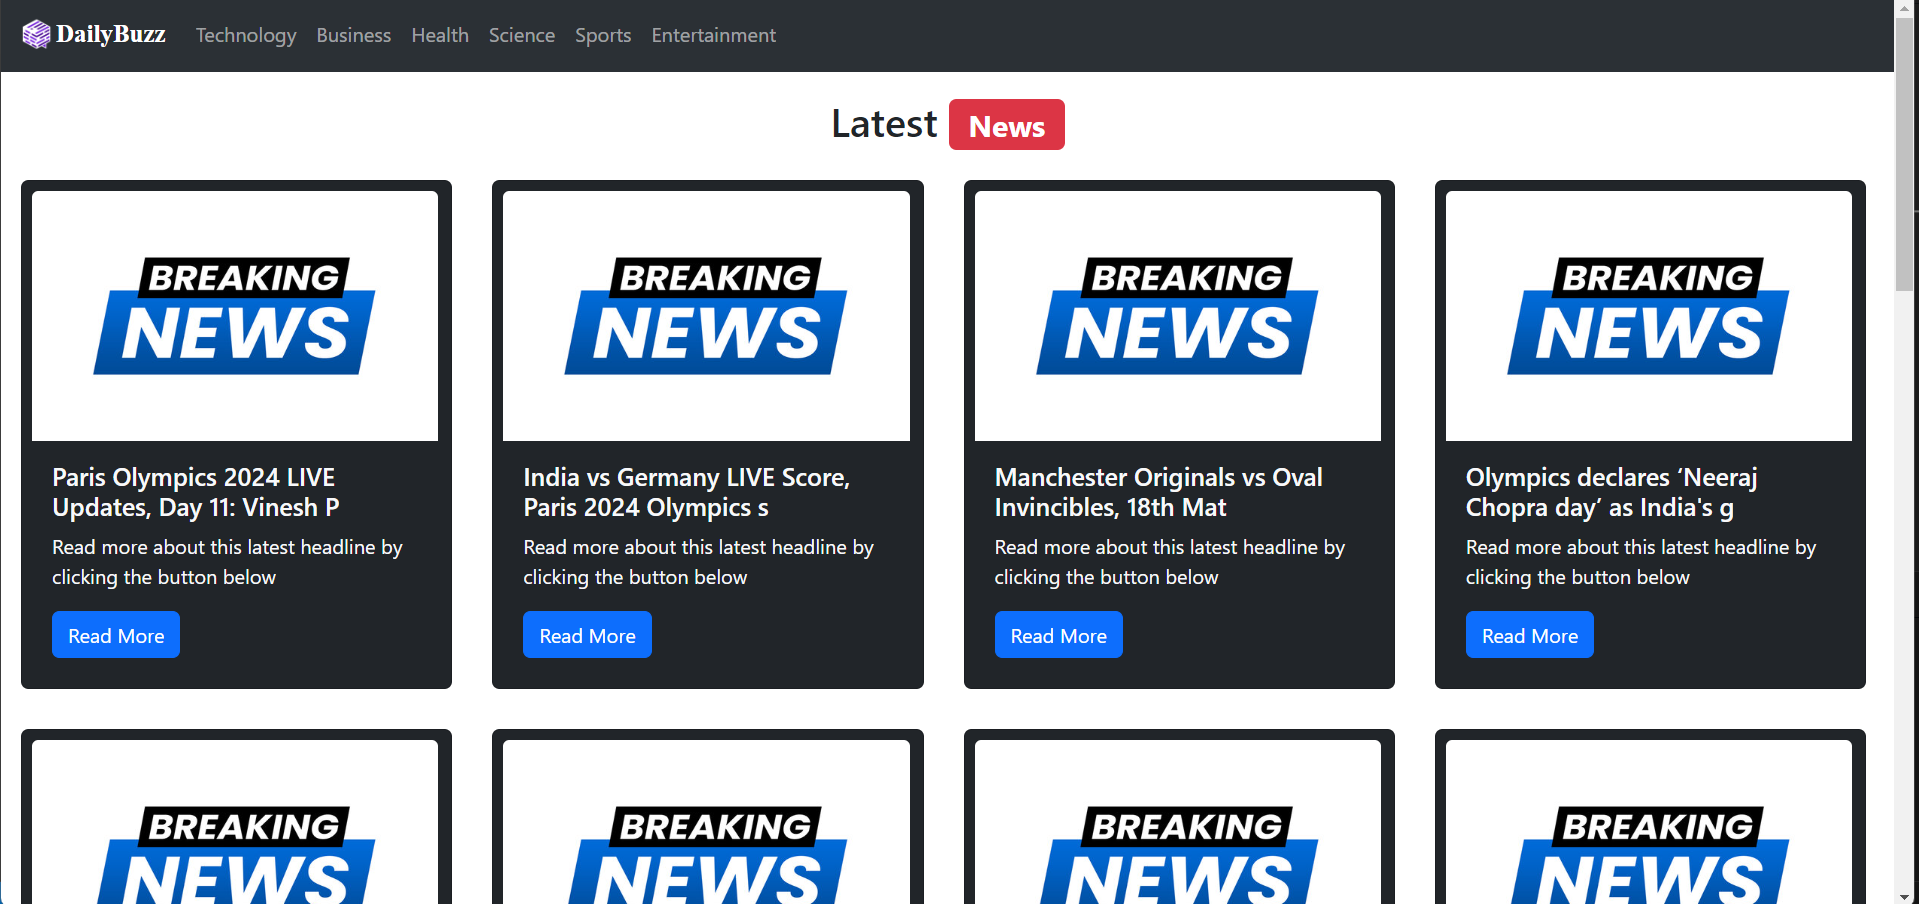 DailyBuzz Technology Business Health Science Sports Entertainment
Latest News
BREAKING
NEWS
Paris Olympics 2024 LIVE
Updates, Day 11: Vinesh P
Read more about this latest headline by
clicking the button below
Read More
BREAKING
NEWS
India vs Germany LIVE Score,
Paris 2024 Olympics s
Read more about this latest headline by
clicking the button below
Read More
BREAKING
NEWS
Manchester Originals vs Oval
Invincibles, 18th Mat
Read more about this latest headline by
clicking the button below
Read More
BREAKING
NEWS
Olympics declares ‘Neeraj
Chopra day’ as India's g
Read more about this latest headline by
clicking the button below
Read More
BREAKING
NEWS
BREAKING
NEWS
BREAKING
NEWS
BREAKING
NEWS